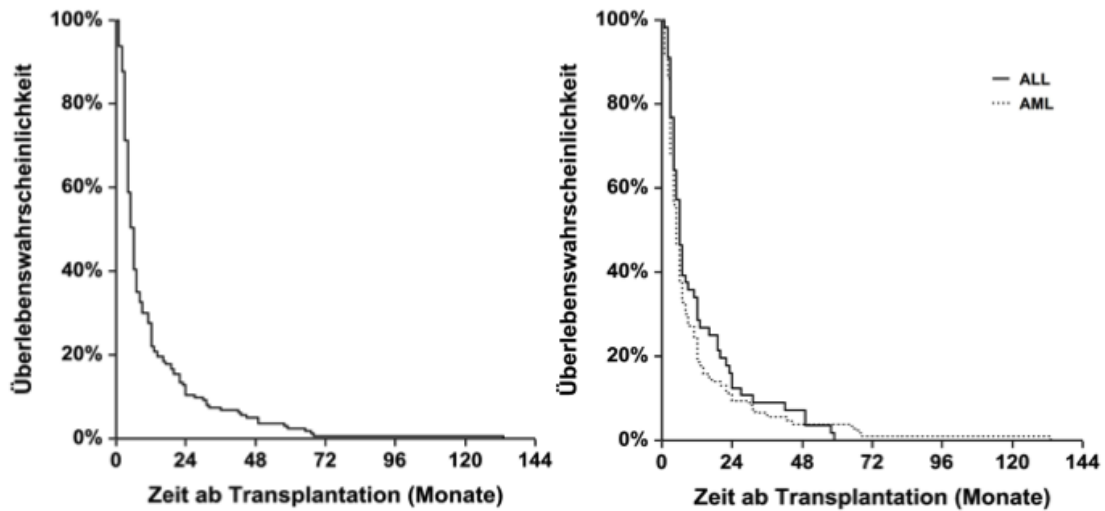 Überlebenswahrscheinlichkeit
100%
80%
60%
40%
20%
0%
0 24 48 72 96 120 144
Zeit ab Transplantation (Monate)
Überlebenswahrscheinlichkeit
100%
80%
60%
40%
20%
0%
0 24 48 72 96 120 144
Zeit ab Transplantation (Monate)
ALL
AML